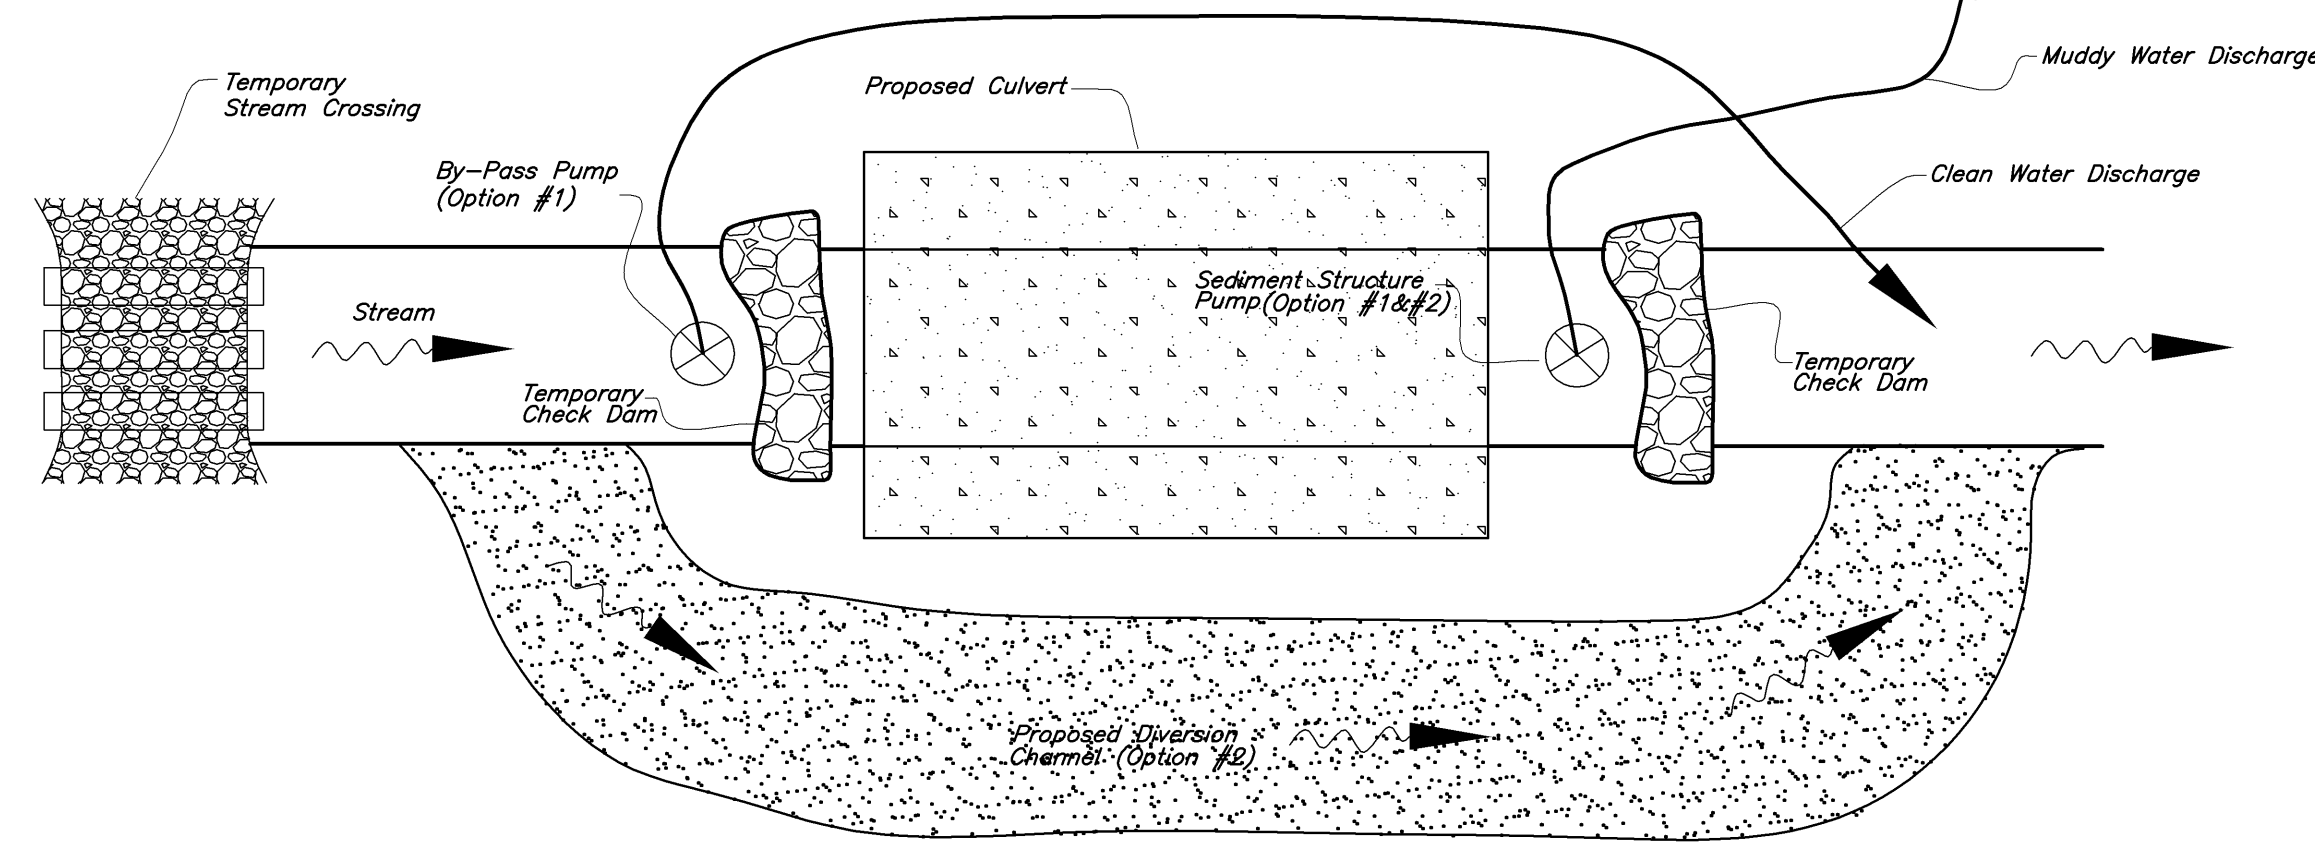 Temporary
Stream Crossing
Proposed Culvert
Muddy Water Discharge
By-Pass Pump
(Option #1)
Clean Water Discharge
Stream
Sediment Structure
Pump(Option #1&#2)
Temporary
Check Dam
Temporary
Check Dam
Proposed Diversion
Channel (Option #2)